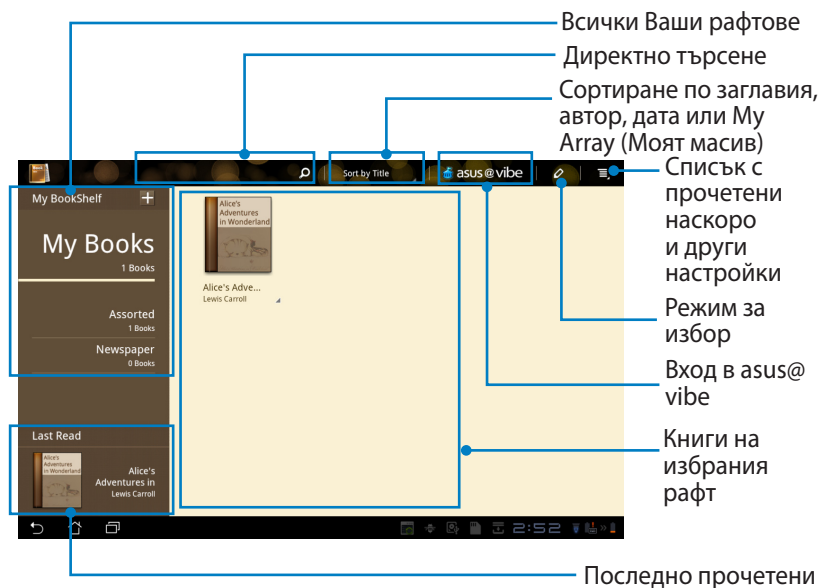 Всички Ваши рафтове
Директно търсене
Сортиране по заглавия,
автор, дата или My
Array (Моят масив)
Списък с
прочетени
наскоро
и други
настройки
Режим за
избор
Вход в asus@
vibe
Книги на
избрания
рафт
Последно прочетени
Sort by Title
asus@vibe
My BookShelf
My Books
1 Books
Assorted
1 Books
Newspaper
0 Books
Alice's
Adventures
in Wonderland
Alice's Adve...
Lewis Carroll
Last Read
Alice's
Adventures
in Wonderland
Alice's
Adventures in
Lewis Carroll
2:52